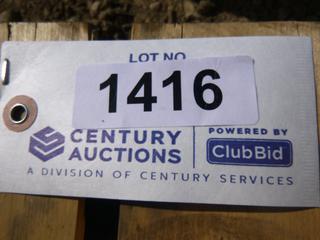 LOT NO
1416
CENTURY
AUCTIONS
POWERED BY
ClubBid
A DIVISION OF CENTURY SERVICES